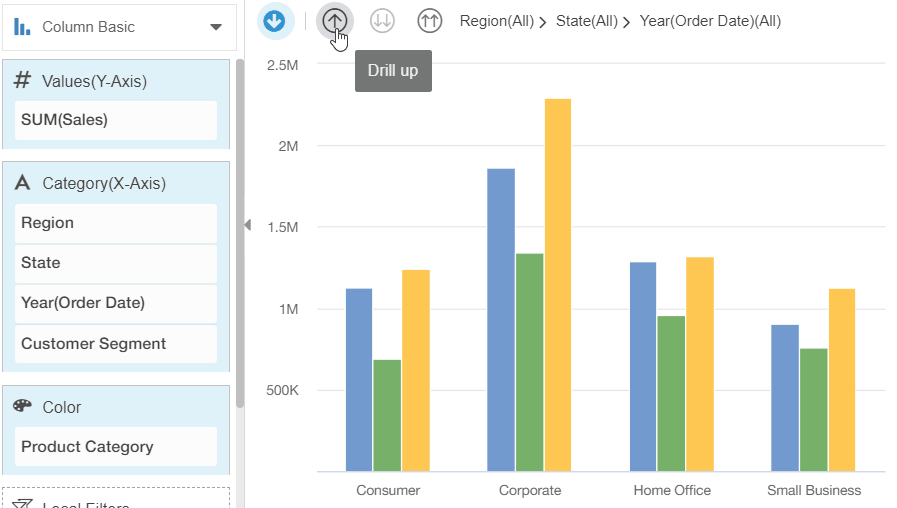 Column Basic
Values(Y-Axis)
SUM(Sales)
Category(X-Axis)
Region
State
Year(Order Date)
Customer Segment
Color
Product Category
Local Filters
Region(All) > State(All) > Year(Order Date)(All)
Drill up
2.5M
2M
1.5M
1M
500K
Consumer Corporate Home Office Small Business